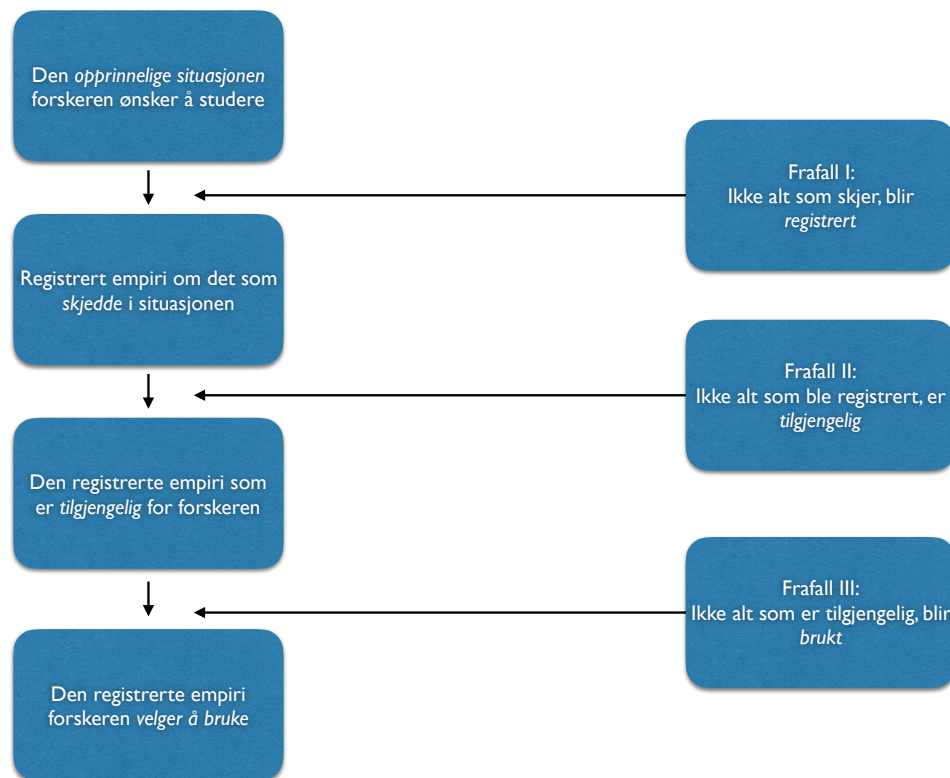 Den opprinnelige situasjonen
forskeren ønsker å studere
Frafall I:
Ikke alt som skjer, blir
registrert
Registrert empiri om det som
skjedde i situasjonen
Frafall II:
Ikke alt som ble registrert, er
tilgjengelig
Den registrerte empiri som
er tilgjengelig for forskeren
Frafall III:
Ikke alt som er tilgjengelig, blir
brukt
Den registrerte empiri
forskeren velger å bruke